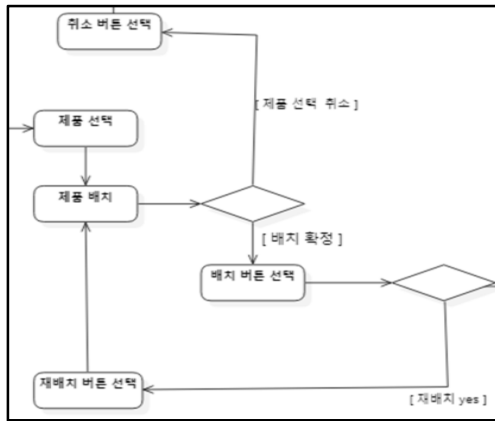 취소 버튼 선택
[ 제품 선택 취소 ]
제품 선택
제품 배치
[ 배치 확정 ]
배치 버튼 선택
재배치 버튼 선택
[ 재배치 yes ]